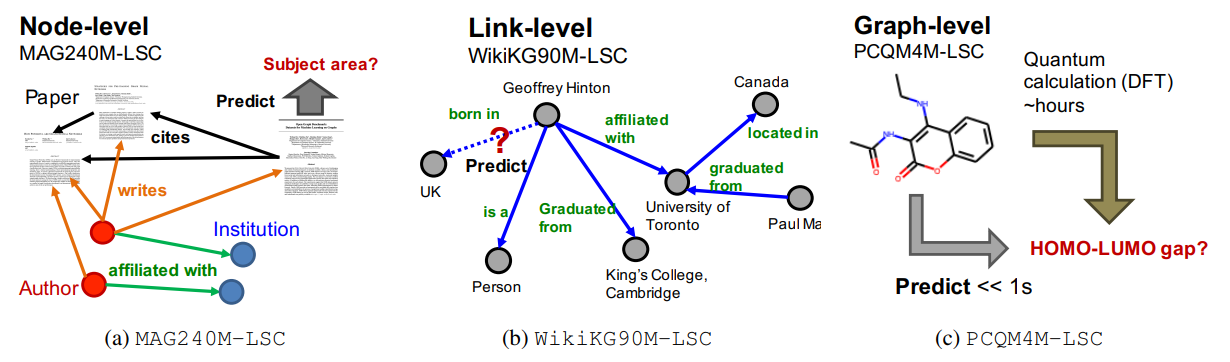 Node-level
MAG240M-LSC
Subject area?
Paper
Predict
cites
writes
Institution
affiliated with
Author
(a) MAG240M-LSC
Link-level
WikiKG90M-LSC
Geoffrey Hinton
Canada
born in
affiliated
with
located in
?
Predict
UK
graduated
from
University of
Toronto
Paul Ma
is a
Graduated
from
Person
King's College,
Cambridge
(b) WikiKG90M-LSC
Graph-level
PCQM4M-LSC
Quantum
calculation (DFT)
~hours
NH
NH
O
O
O
HOMO-LUMO gap?
Predict << 1s
(c) PCQM4M-LSC